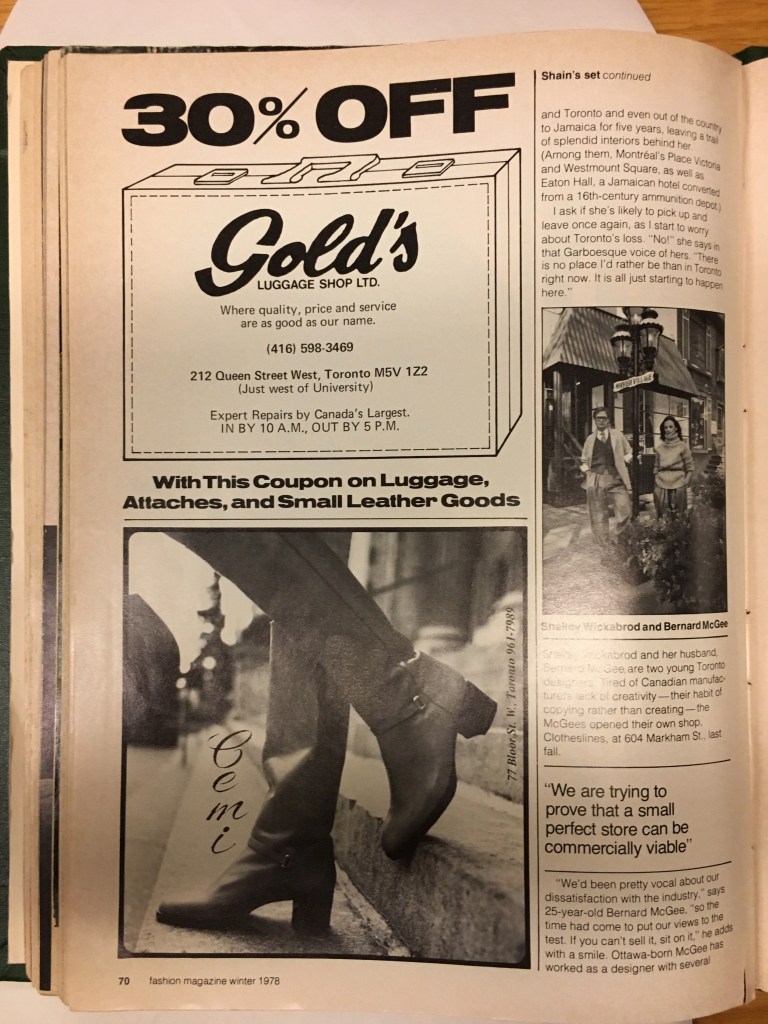 30% OFF
Gold's
LUGGAGE SHOP LTD.
Where quality, price and service
are as good as our name.
(416) 598-3469
212 Queen Street West, Toronto M5V 1Z2
(Just west of University)
Expert Repairs by Canada's Largest.
IN BY 10 A.M., OUT BY 5 P.M.
With This Coupon on Luggage,
Attaches, and Small Leather Goods
Cemi
77 Bloor St. W., Toronto 961-7989
70 fashion magazine winter 1978
Shain's set continued
and Toronto and even out of the country
to Jamaica for five years, leaving a trail
of splendid interiors behind her.
(Among them, Montréal's Place Victoria
and Westmount Square, as well as
Eaton Hall, a Jamaican hotel converted
from a 16th-century ammunition depot.)
I ask if she's likely to pick up and
leave once again, as I start to worry
about Toronto's loss. "No!" she says in
that Garboesque voice of hers. "There
is no place I'd rather be than in Toronto
right now. It is all just starting to happen
here."
MIRVISH VILLAGE
Shelley Wickabrod and Bernard McGee
Shelley Wickabrod and her husband,
Bernard McGee, are two young Toronto
designers. Tired of Canadian manufac-
turers lack of creativity—their habit of
copying rather than creating—the
McGees opened their own shop,
Clotheslines, at 604 Markham St., last
fall.
"We are trying to
prove that a small
perfect store can be
commercially viable"
"We'd been pretty vocal about our
dissatisfaction with the industry," says
25-year-old Bernard McGee, "so the
time had come to put our views to the
test. If you can't sell it, sit on it," he adds
with a smile. Ottawa-born McGee has
worked as a designer with several